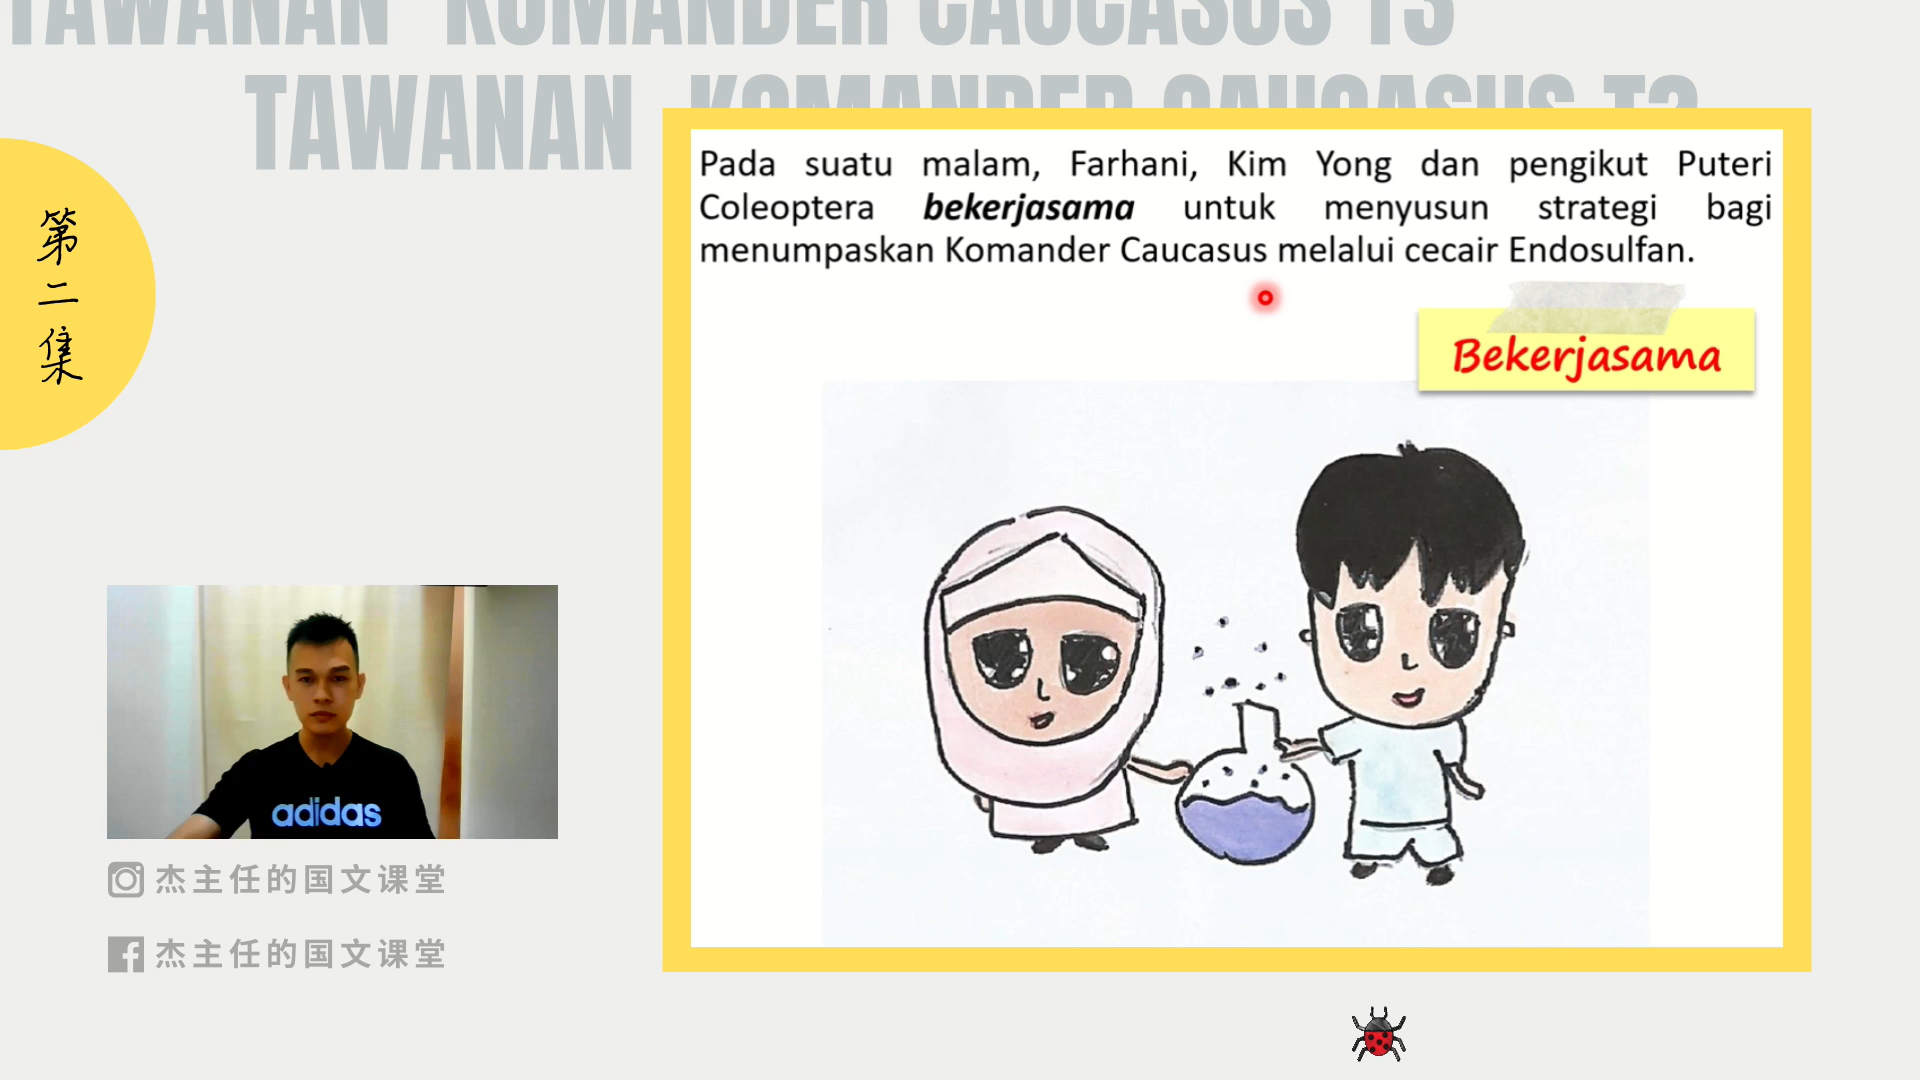 TAWANAN KOMANDER CAUCASUS T3
TAWANAN KOMANDER CAUCASUS T3
第
二
集
Pada suatu malam, Farhani, Kim Yong dan pengikut Puteri
Coleoptera bekerjasama untuk menyusun strategi bagi
menumpaskan Komander Caucasus melalui cecair Endosulfan.
Bekerjasama
adidas
杰主任的国文课堂
杰主任的国文课堂